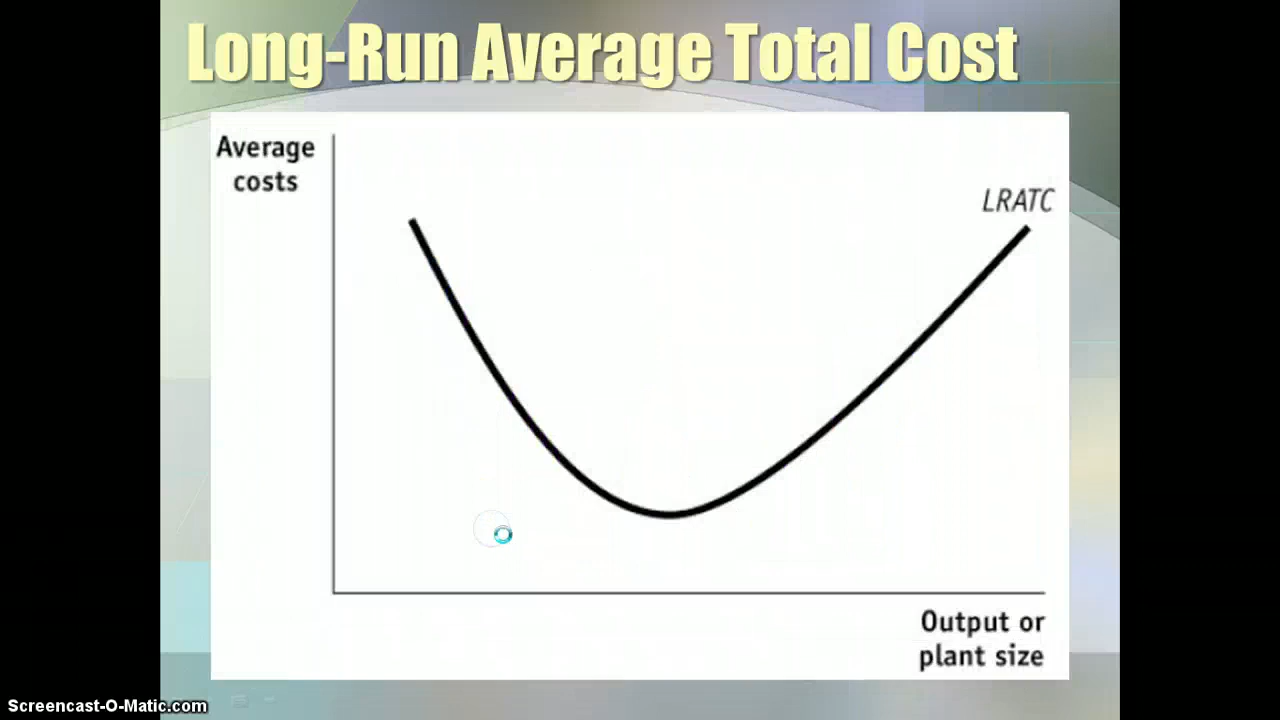 Long-Run Average Total Cost
Average
costs
LRATC
Output or
plant size
Screencast-O-Matic.com